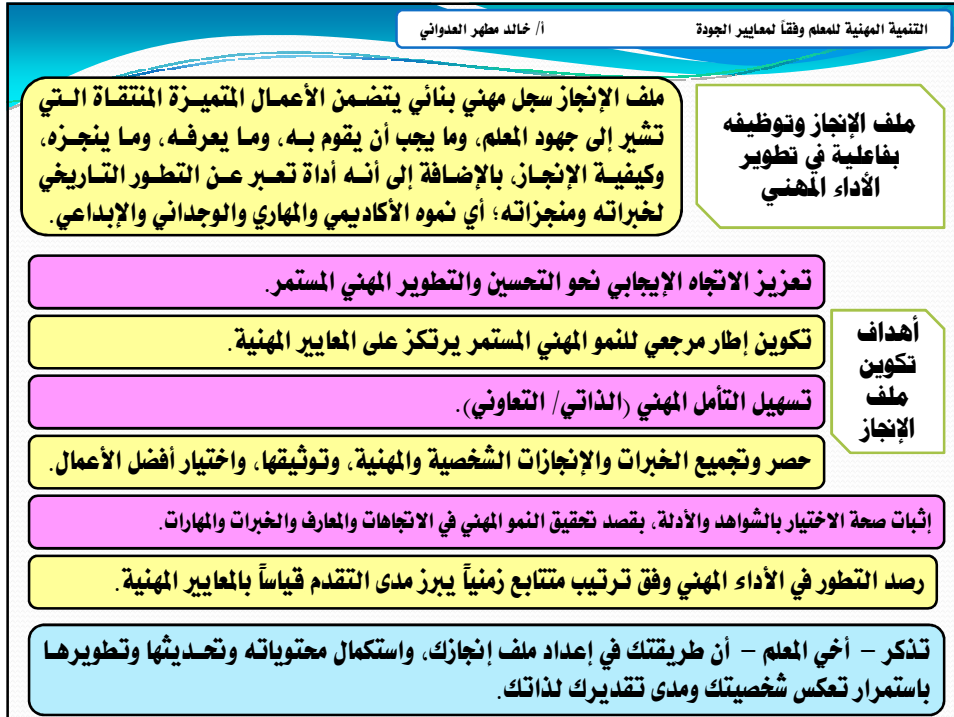 التنمية المهنية للمعلم وفقاً لمعايير الجودة
أ/ خالد مطهر العدواني
ملف الإنجاز وتوظيفه
بفاعلية في تطوير
الأداء المهني
ملف الإنجاز سجل مهني بنائي يتضمن الأعمال المتميزة المنتقاة التي
تشير إلى جهود المعلم، وما يجب أن يقوم به، وما يعرفه، وما ينجزه،
وكيفية الإنجاز، بالإضافة إلى أنه أداة تعبر عن التطور التاريخي
لخبراته ومنجزاته؛ أي نموه الأكاديمي والمهاري والوجداني والإبداعي.
أهداف
تكوين
ملف
الإنجاز
تعزيز الاتجاه الإيجابي نحو التحسين والتطوير المهني المستمر.
تكوين إطار مرجعي للنمو المهني المستمر يرتكز على المعايير المهنية.
تسهيل التأمل المهني (الذاتي/ التعاوني).
حصر وتجميع الخبرات والإنجازات الشخصية والمهنية، وتوثيقها، واختيار أفضل الأعمال.
إثبات صحة الاختيار بالشواهد والأدلة، بقصد تحقيق النمو المهني في الاتجاهات والمعارف والخبرات والمهارات.
رصد التطور في الأداء المهني وفق ترتيب متتابع زمنياً يبرز مدى التقدم قياساً بالمعايير المهنية.
تذكر – أخي المعلم – أن طريقتك في إعداد ملف إنجازك، واستكمال محتوياته وتحديثها وتطويرها
باستمرار تعكس شخصيتك ومدى تقديرك لذاتك.